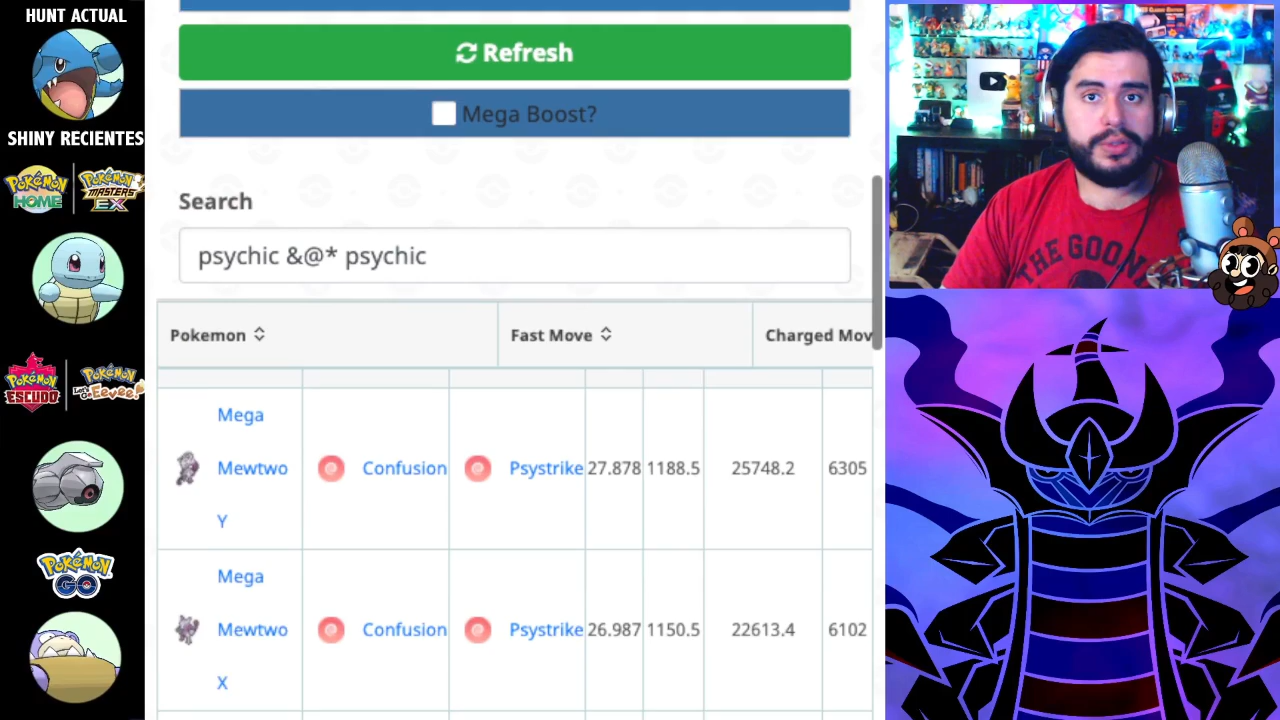 HUNT ACTUAL
SHINY RECIENTES
POKÉMON HOME
POKÉMON MASTERS EX
POKÉMON ESCUDO
POKÉMON Let's Go Eevee!
POKÉMON GO
Refresh
Mega Boost?
Search
psychic &@* psychic
Pokemon Fast Move Charged Mov
Mega
Mewtwo Confusion Psystrike 27.878 1188.5 25748.2 6305
Y
Mega
Mewtwo Confusion Psystrike 26.987 1150.5 22613.4 6102
X
THE GOON